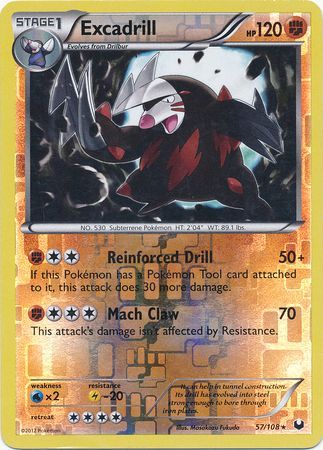 STAGE1
Excadrill
HP120
Evolves from Drilbur
NO. 530 Subterrene Pokémon HT: 2'04" WT: 89.1 lbs.
Reinforced Drill 50+
If this Pokémon has a Pokémon Tool card attached
to it, this attack does 30 more damage.
Mach Claw 70
This attack's damage isn't affected by Resistance.
weakness resistance
×2 -20
retreat
It can help in tunnel construction.
Its drill has evolved into steel
strong enough to bore through
iron plates.
©2012 Pokémon
Illus. Masakazu Fukuda
57/108★